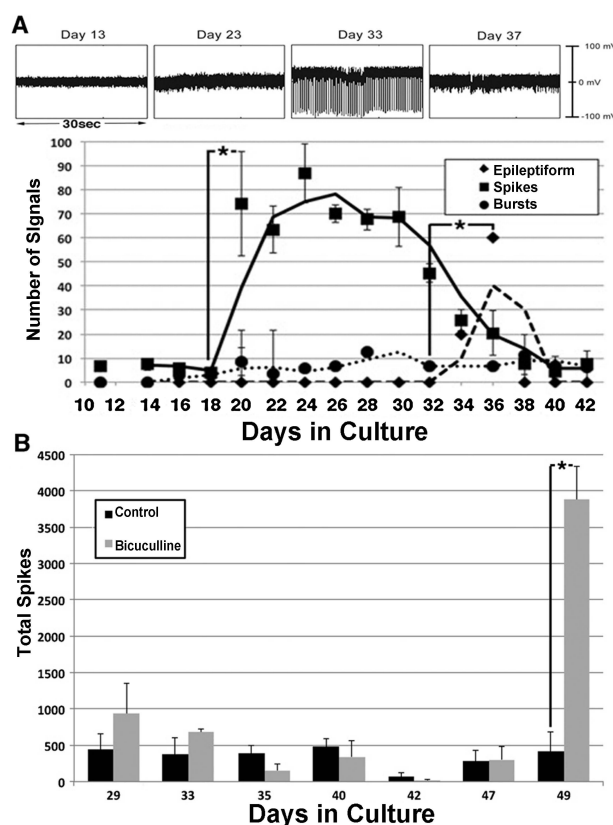 A
Day 13 Day 23 Day 33 Day 37
100 mV
0 mV
-100 mV
30sec
Number of SIgnals
100
90
80
70
60
50
40
30
20
10
0
*
*
Epileptiform
Spikes
Bursts
10 11 12 14 16 18 20 22 24 26 28 30 32 34 36 38 40 42
Days in Culture
B
Total Spikes
4500
4000
3500
3000
2500
2000
1500
1000
500
0
Control
Bicuculline
*
29 33 35 40 42 47 49
Days in Culture